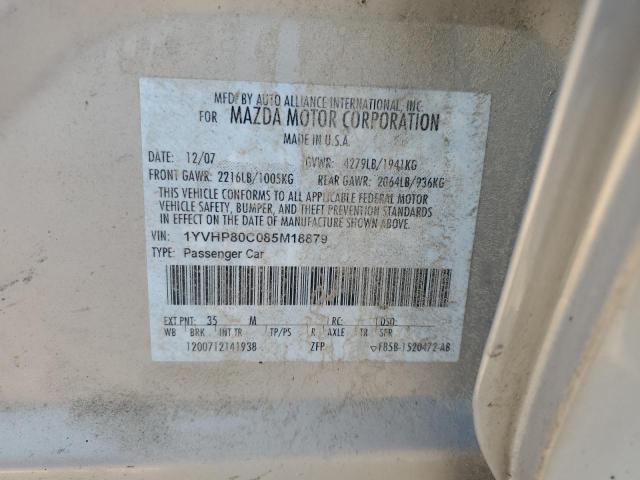 MFD. BY AUTO ALLIANCE INTERNATIONAL, INC.
FOR MAZDA MOTOR CORPORATION
MADE IN U.S.A.
DATE: 12/07 GVWR: 4279LB/1941KG
FRONT GAWR: 2216LB/1005KG REAR GAWR: 2064LB/936KG
THIS VEHICLE CONFORMS TO ALL APPLICABLE FEDERAL MOTOR
VEHICLE SAFETY, BUMPER, AND THEFT PREVENTION STANDARDS
IN EFFECT ON THE DATE OF MANUFACTURE SHOWN ABOVE.
VIN: 1YVHP80C085M18879
TYPE: Passenger Car
EXT PNT: 35 M RC: DSO:
WB BRK INT TR TP/PS R AXLE TR SPR
1200712141938 ZFP F85B-1520472-AB